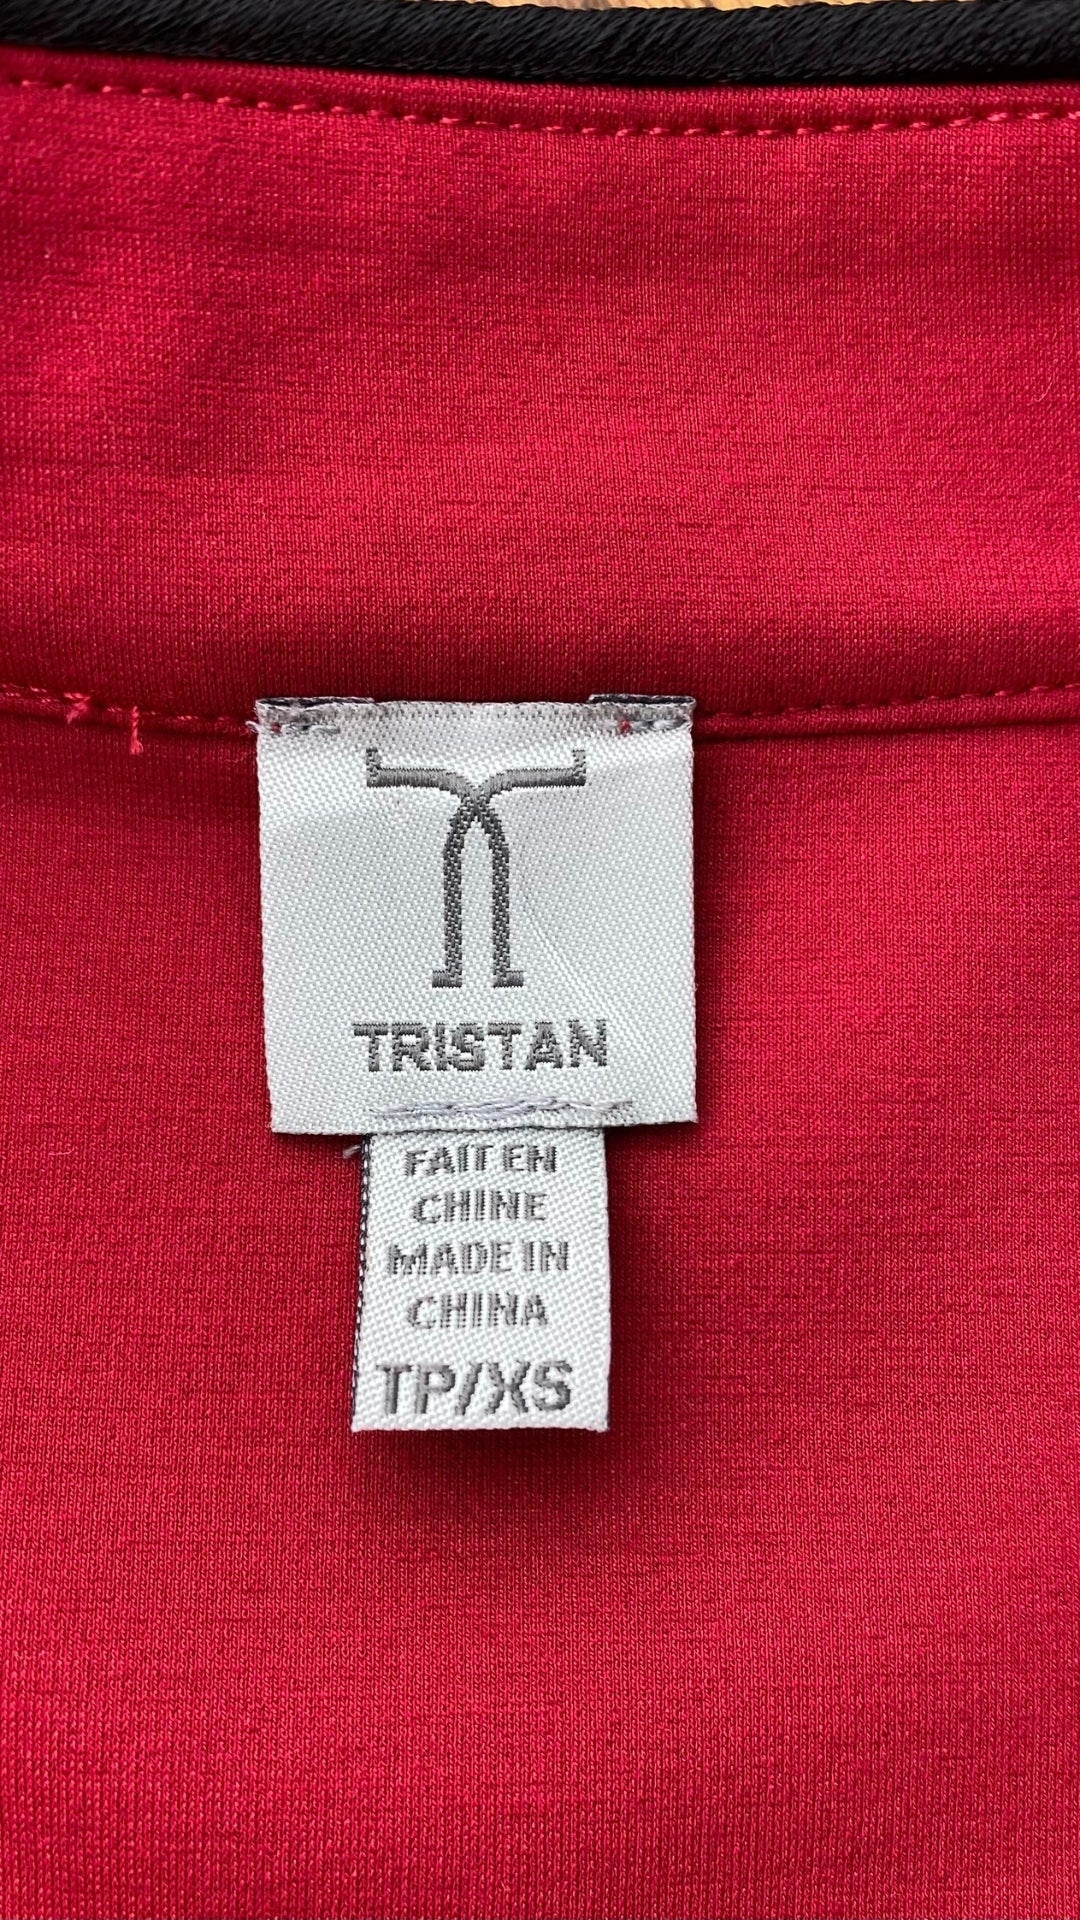 TRISTAN
FAIT EN
CHINE
MADE IN
CHINA
TP/XS